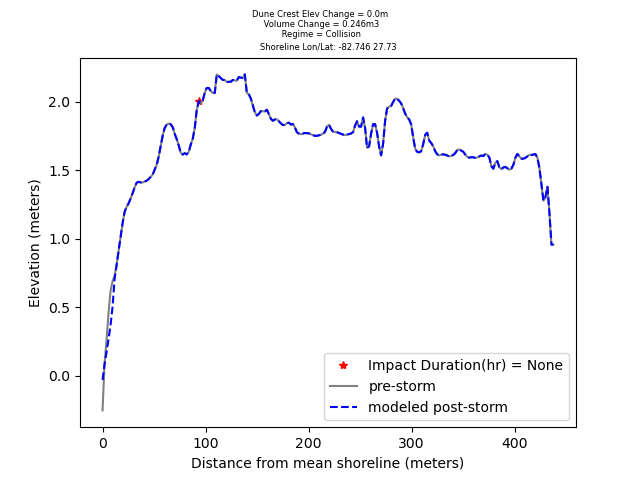 Dune Crest Elev Change = 0.0m
Volume Change = 0.246m3
Regime = Collision
Shoreline Lon/Lat: -82.746 27.73
2.0
1.5
1.0
0.5
0.0
Elevation (meters)
Impact Duration(hr) = None
pre-storm
modeled post-storm
0 100 200 300 400
Distance from mean shoreline (meters)